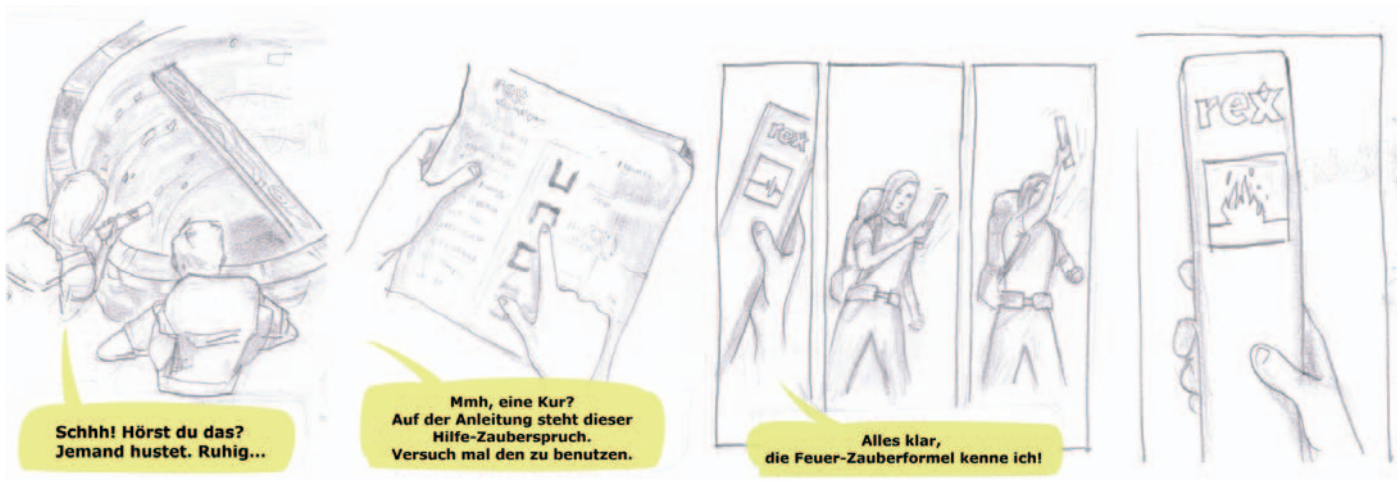 Schhh! Hörst du das?
Jemand hustet. Ruhig...
rex
Mmh, eine Kur?
Auf der Anleitung steht dieser
Hilfe-Zauberspruch.
Versuch mal den zu benutzen.
rex
Alles klar,
die Feuer-Zauberformel kenne ich!
rex